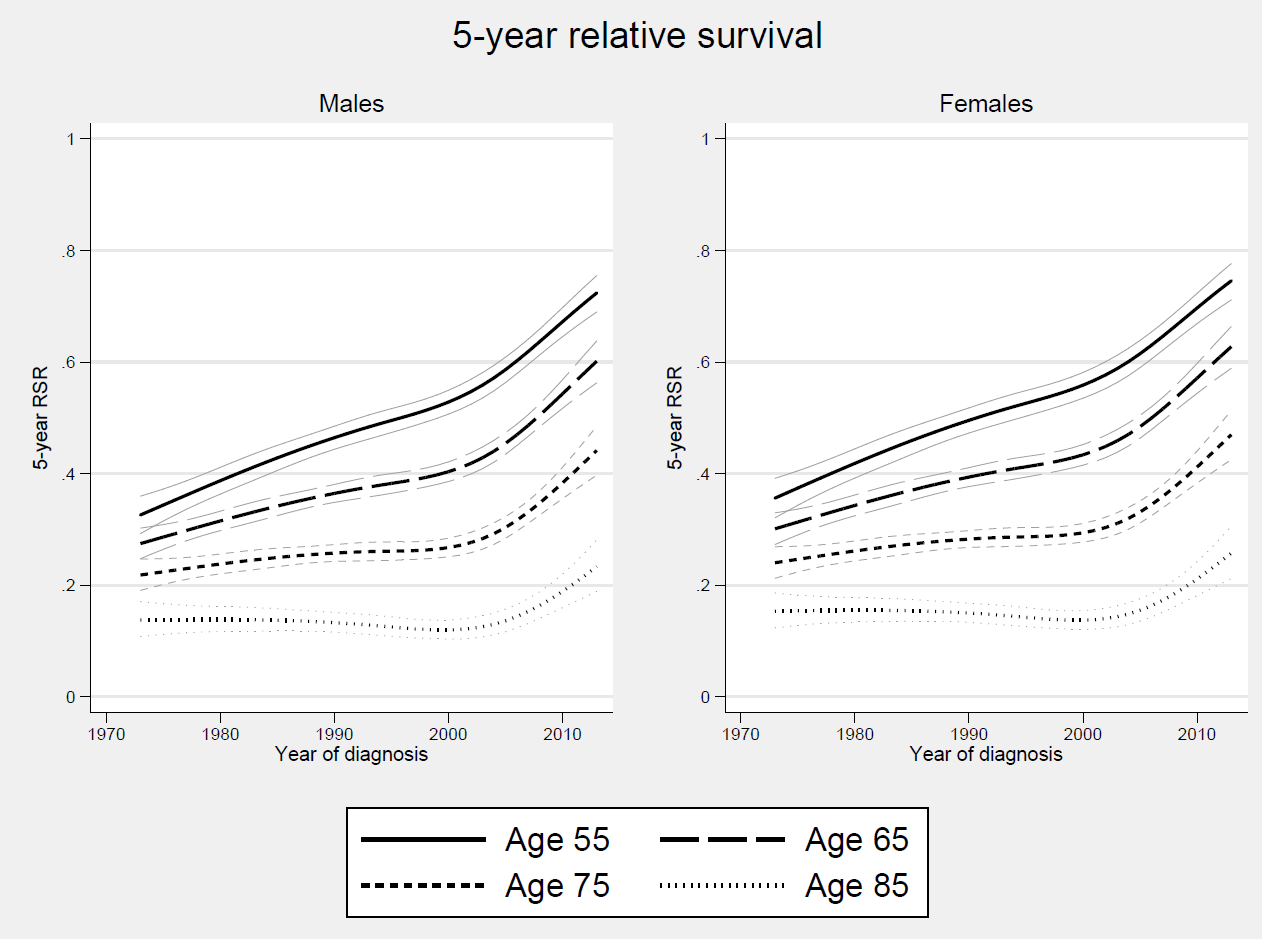 5-year relative survival
Males
5-year RSR
1
.8
.6
.4
.2
0
1970 1980 1990 2000 2010
Year of diagnosis
Females
5-year RSR
1
.8
.6
.4
.2
0
1970 1980 1990 2000 2010
Year of diagnosis
Age 55 Age 65
Age 75 Age 85